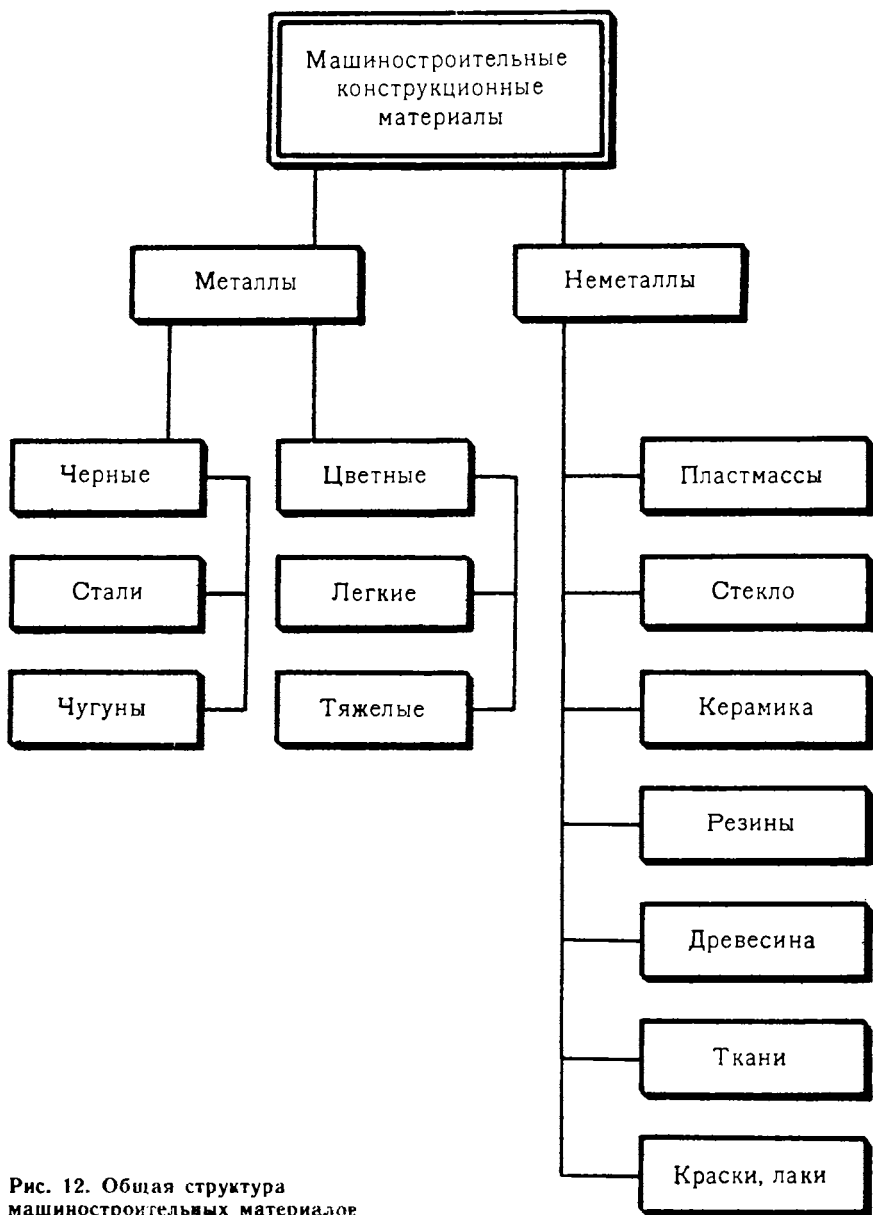 Машиностроительные
конструкционные
материалы
Металлы
Неметаллы
Черные
Цветные
Пластмассы
Стали
Легкие
Стекло
Чугуны
Тяжелые
Керамика
Резины
Древесина
Ткани
Краски, лаки
Рис. 12. Общая структура
машиностроительных материалов